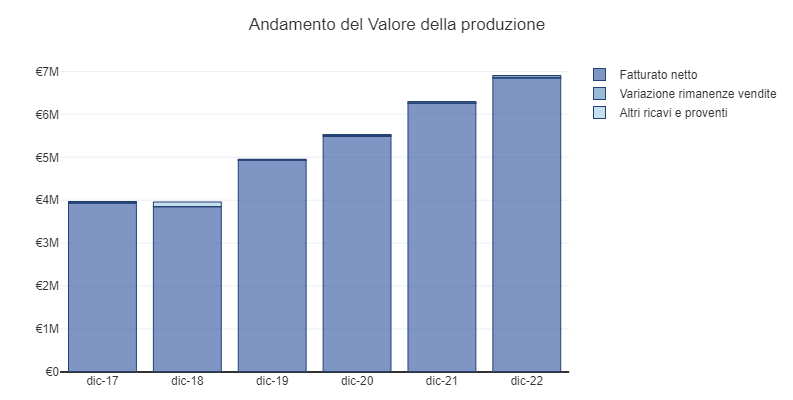 Andamento del Valore della produzione
€7M
€6M
€5M
€4M
€3M
€2M
€1M
€0
dic-17
dic-18
dic-19
dic-20
dic-21
dic-22
Fatturato netto
Variazione rimanenze vendite
Altri ricavi e proventi